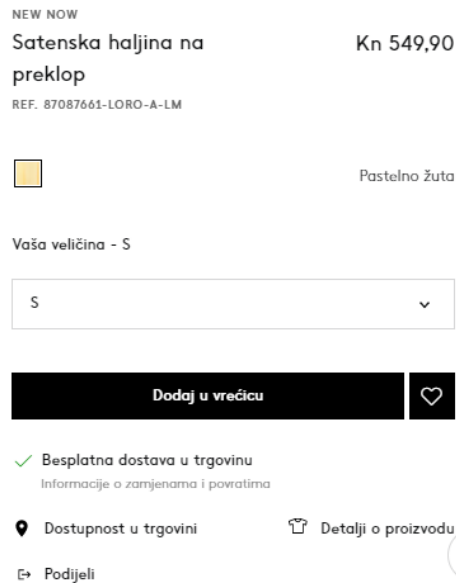 NEW NOW
Satenska haljina na
preklop
Kn 549,90
REF. 87087661-LORO-A-LM
Pastelno žuta
Vaša veličina - S
S
Dodaj u vrećicu
Besplatna dostava u trgovinu
Informacije o zamjenama i povratima
Dostupnost u trgovini
Detalji o proizvodu
Podijeli